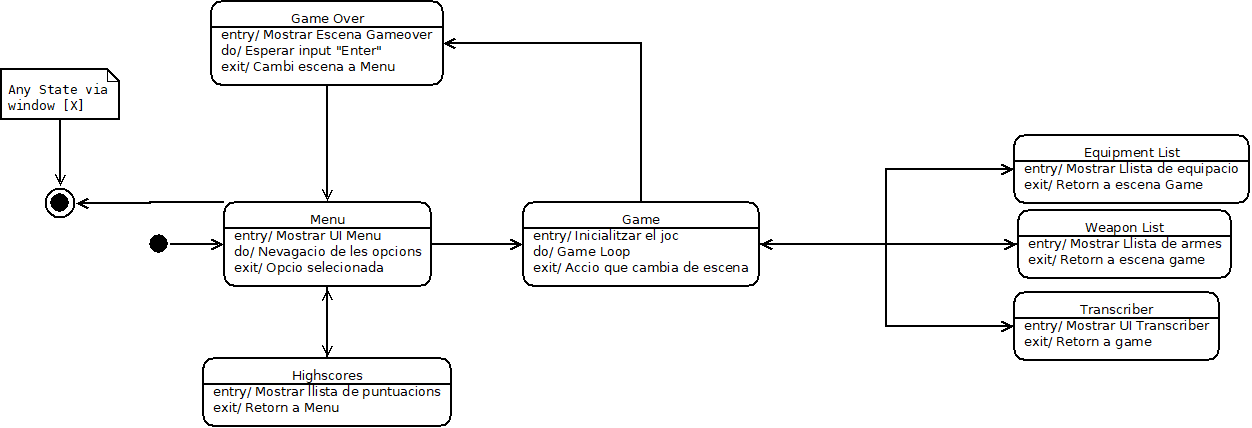 Game Over
entry/ Mostrar Escena Gameover
do/ Esperar input "Enter"
exit/ Cambi escena a Menu
Any State via
window [X]
Menu
entry/ Mostrar UI Menu
do/ Nevagacio de les opcions
exit/ Opcio selecionada
Game
entry/ Inicialitzar el joc
do/ Game Loop
exit/ Accio que cambia de escena
Equipment List
entry/ Mostrar Llista de equipacio
exit/ Retorn a escena Game
Weapon List
entry/ Mostrar Llista de armes
exit/ Retorn a escena game
Transcriber
entry/ Mostrar UI Transcriber
exit/ Retorn a game
Highscores
entry/ Mostrar llista de puntuacions
exit/ Retorn a Menu